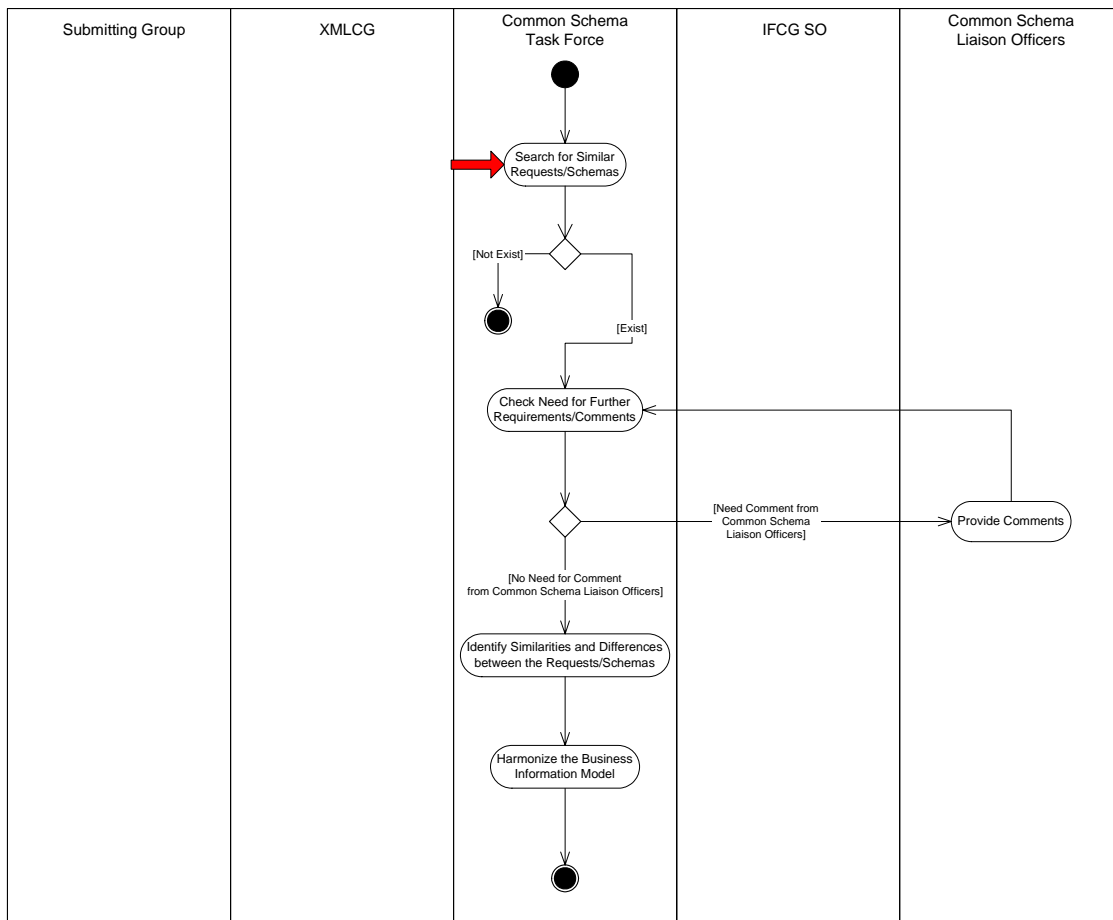 Submitting Group
XMLCG
Common Schema
Task Force
IFCG SO
Common Schema
Liaison Officers
Search for Similar
Requests/Schemas
[Not Exist]
[Exist]
Check Need for Further
Requirements/Comments
[Need Comment from
Common Schema
Liaison Officers]
Provide Comments
[No Need for Comment
from Common Schema Liaison Officers]
Identify Similarities and Differences
between the Requests/Schemas
Harmonize the Business
Information Model